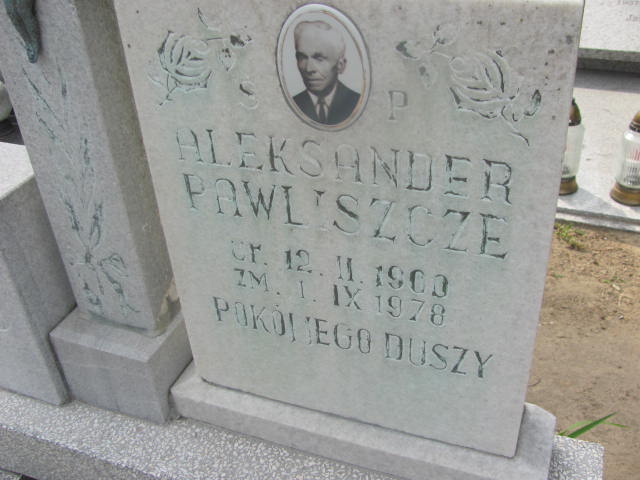 Ś P
ALEKSANDER
PAWLISZCZE
UR. 12. II. 1900
ZM. 1. IX 1978
POKÓJ JEGO DUSZY